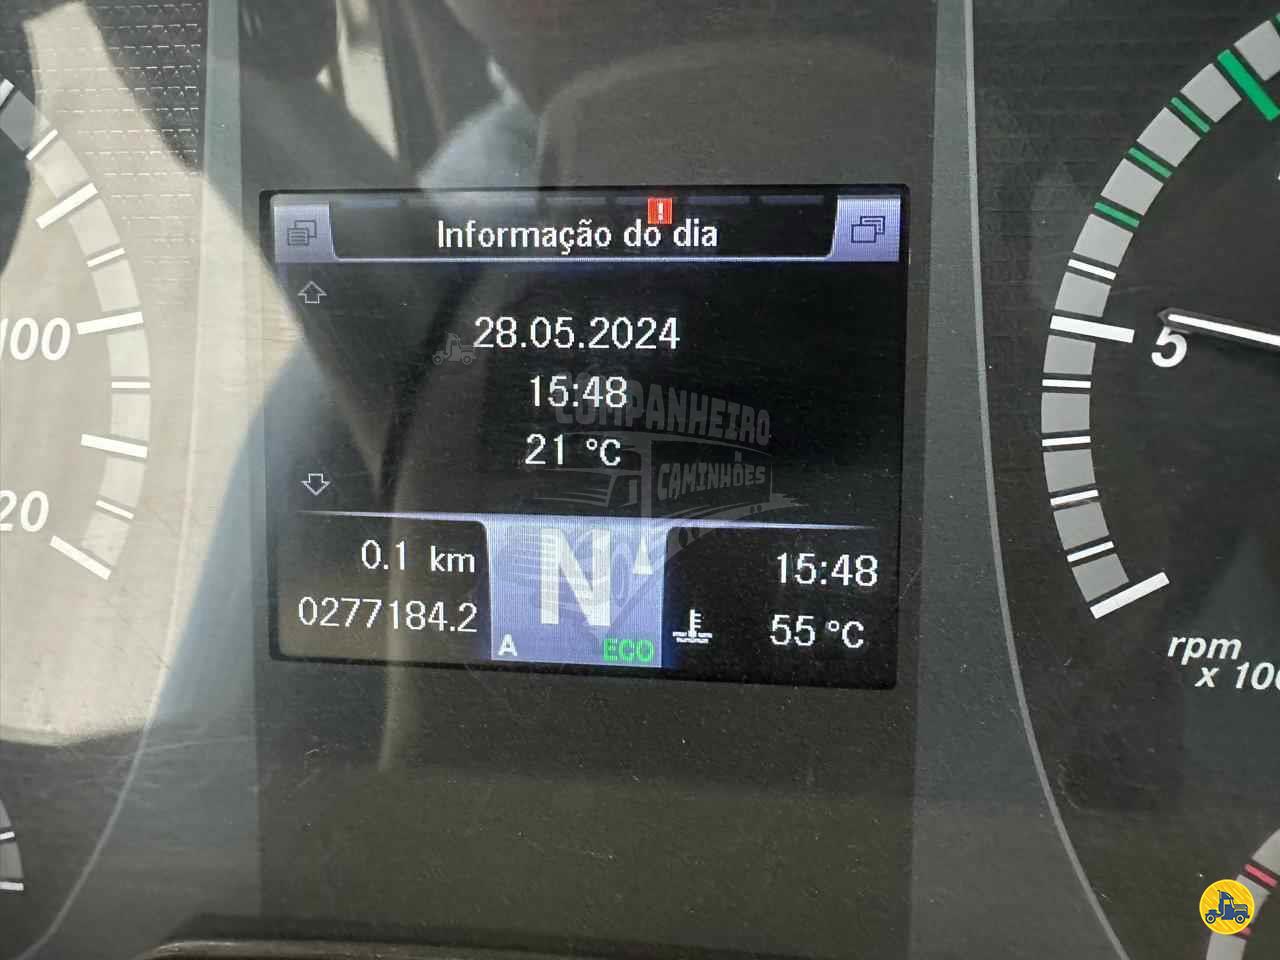 Informação do dia
28.05.2024
15:48
21 °C
COMPANHEIRO
CAMINHÕES
0.1 km
0277184.2
N
A
ECO
15:48
55 °C
100
20
5
rpm